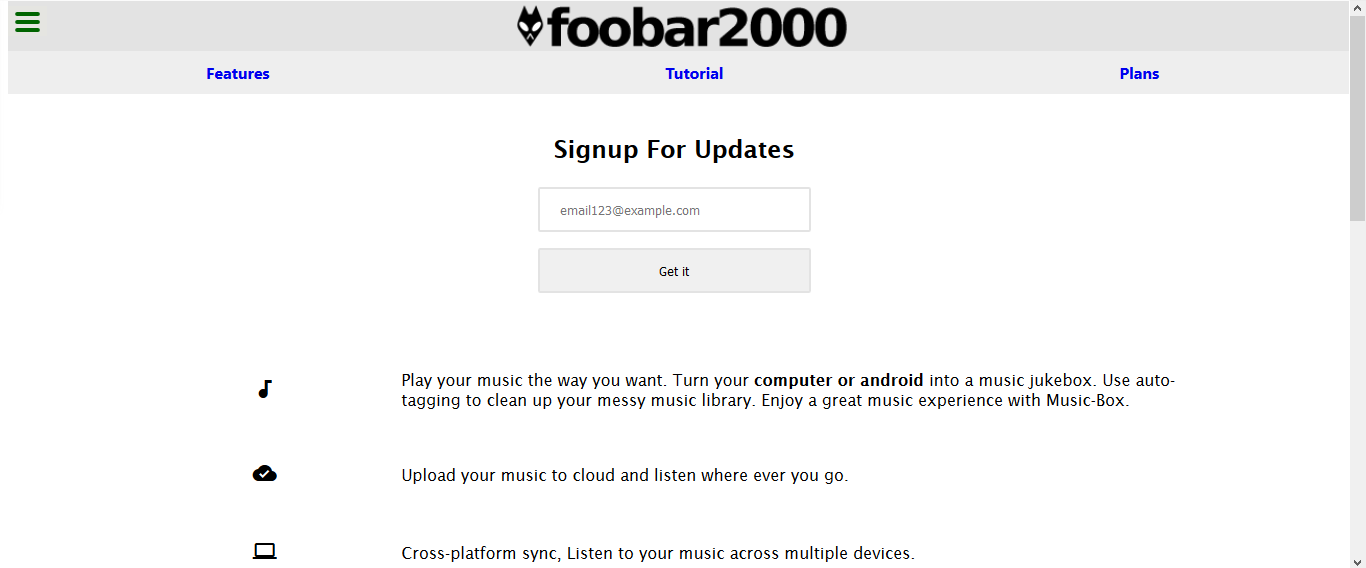 foobar2000
Features Tutorial Plans
Signup For Updates
email123@example.com
Get it
Play your music the way you want. Turn your computer or android into a music jukebox. Use auto-
tagging to clean up your messy music library. Enjoy a great music experience with Music-Box.
Upload your music to cloud and listen where ever you go.
Cross-platform sync, Listen to your music across multiple devices.